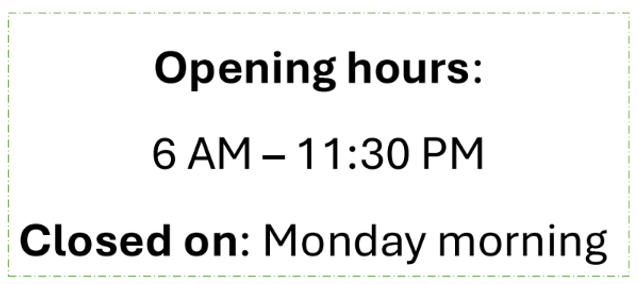 Opening hours:
6 AM – 11:30 PM
Closed on: Monday morning